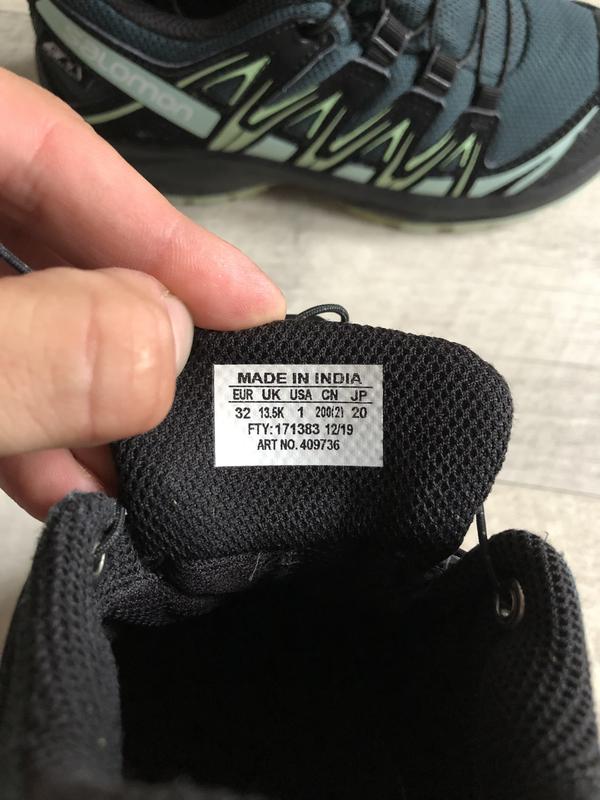 salomon
MADE IN INDIA
EUR UK USA CN JP
32 13.5K 1 200(2) 20
FTY: 171383 12/19
ART NO. 409736